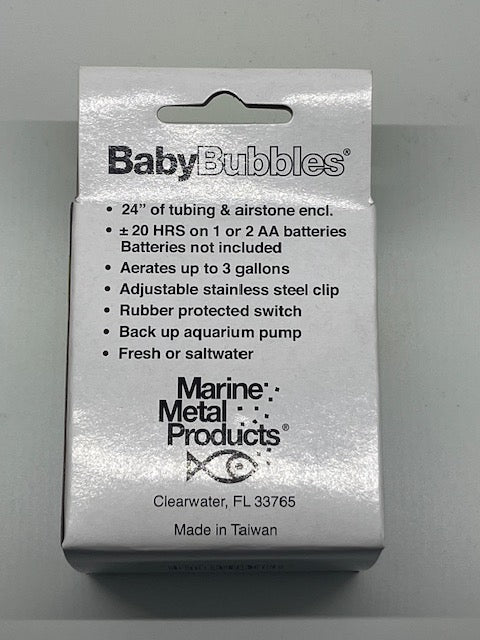 BabyBubbles®
• 24" of tubing & airstone encl.
• ± 20 HRS on 1 or 2 AA batteries
Batteries not included
• Aerates up to 3 gallons
• Adjustable stainless steel clip
• Rubber protected switch
• Back up aquarium pump
• Fresh or saltwater
Marine
Metal
Products®
Clearwater, FL 33765
Made in Taiwan